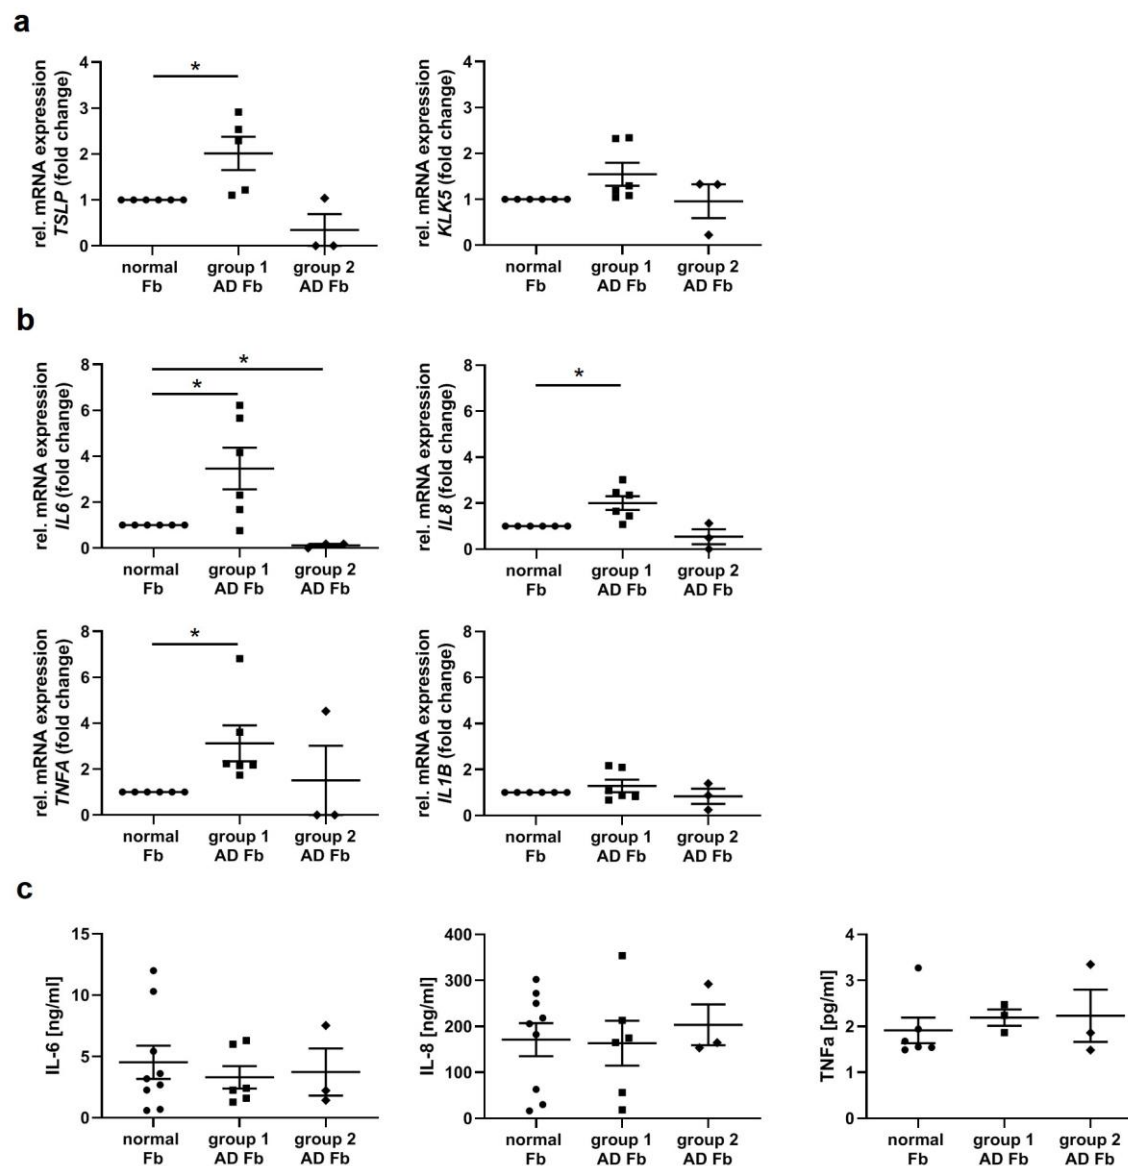 a
rel. mRNA expression
TSLP (fold change)
4
3
2
1
0
*
normal
Fb
group 1
AD Fb
group 2
AD Fb
rel. mRNA expression
KLK5 (fold change)
4
3
2
1
0
normal
Fb
group 1
AD Fb
group 2
AD Fb
b
rel. mRNA expression
IL6 (fold change)
8
6
4
2
0
*
*
normal
Fb
group 1
AD Fb
group 2
AD Fb
rel. mRNA expression
IL8 (fold change)
8
6
4
2
0
*
normal
Fb
group 1
AD Fb
group 2
AD Fb
rel. mRNA expression
TNFA (fold change)
8
6
4
2
0
*
normal
Fb
group 1
AD Fb
group 2
AD Fb
rel. mRNA expression
IL1B (fold change)
8
6
4
2
0
normal
Fb
group 1
AD Fb
group 2
AD Fb
c
IL-6 [ng/ml]
15
10
5
0
normal
Fb
group 1
AD Fb
group 2
AD Fb
IL-8 [ng/ml]
400
300
200
100
0
normal
Fb
group 1
AD Fb
group 2
AD Fb
TNFa [pg/ml]
4
3
2
1
0
normal
Fb
group 1
AD Fb
group 2
AD Fb